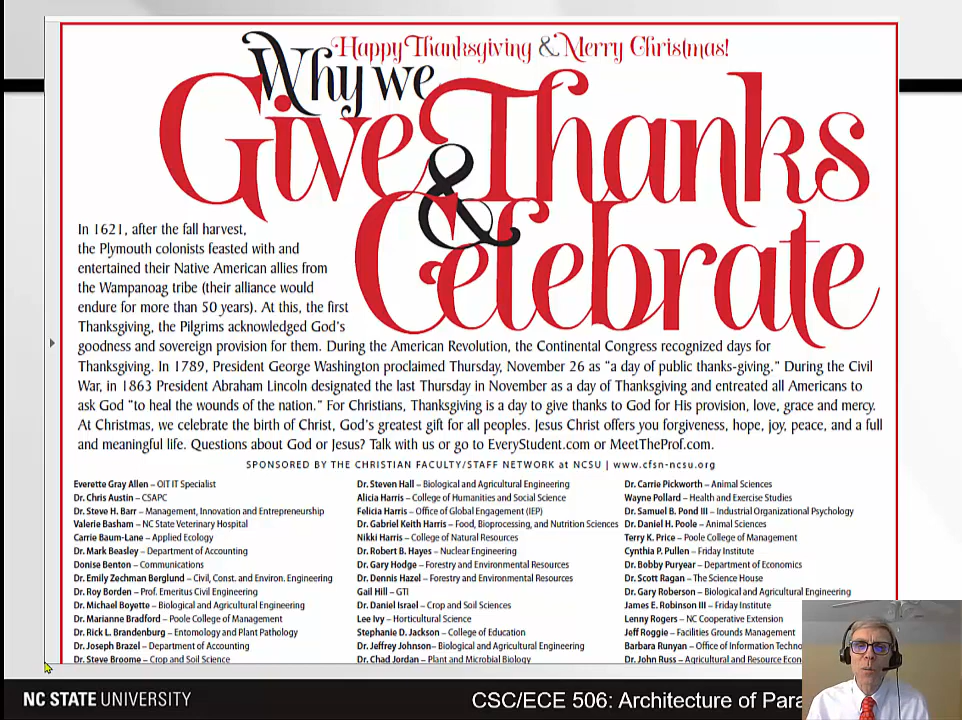 Happy Thanksgiving & Merry Christmas!
Why we
Give Thanks
&
Celebrate
In 1621, after the fall harvest,
the Plymouth colonists feasted with and
entertained their Native American allies from
the Wampanoag tribe (their alliance would
endure for more than 50 years). At this, the first
Thanksgiving, the Pilgrims acknowledged God's
goodness and sovereign provision for them. During the American Revolution, the Continental Congress recognized days for
Thanksgiving. In 1789, President George Washington proclaimed Thursday, November 26 as “a day of public thanks-giving.” During the Civil
War, in 1863 President Abraham Lincoln designated the last Thursday in November as a day of Thanksgiving and entreated all Americans to
ask God “to heal the wounds of the nation.” For Christians, Thanksgiving is a day to give thanks to God for His provision, love, grace and mercy.
At Christmas, we celebrate the birth of Christ, God's greatest gift for all peoples. Jesus Christ offers you forgiveness, hope, joy, peace, and a full
and meaningful life. Questions about God or Jesus? Talk with us or go to EveryStudent.com or MeetTheProf.com.
SPONSORED BY THE CHRISTIAN FACULTY/STAFF NETWORK at NCSU | www.cfsn-ncsu.org
Everette Gray Allen – OIT IT Specialist
Dr. Chris Austin – CSAPC
Dr. Steve H. Barr – Management, Innovation and Entrepreneurship
Valerie Basham – NC State Veterinary Hospital
Carrie Baum-Lane – Applied Ecology
Dr. Mark Beasley – Department of Accounting
Donise Benton – Communications
Dr. Emily Zechman Berglund – Civil, Const. and Environ. Engineering
Dr. Roy Borden – Prof. Emeritus Civil Engineering
Dr. Michael Boyette – Biological and Agricultural Engineering
Dr. Marianne Bradford – Poole College of Management
Dr. Rick L. Brandenburg – Entomology and Plant Pathology
Dr. Joseph Brazel – Department of Accounting
Dr. Steve Broome – Crop and Soil Science
Dr. Steven Hall – Biological and Agricultural Engineering
Alicia Harris – College of Humanities and Social Science
Felicia Harris – Office of Global Engagement (IEP)
Dr. Gabriel Keith Harris – Food, Bioprocessing, and Nutrition Sciences
Nikki Harris – College of Natural Resources
Dr. Robert B. Hayes – Nuclear Engineering
Dr. Gary Hodge – Forestry and Environmental Resources
Dr. Dennis Hazel – Forestry and Environmental Resources
Gail Hill – GTI
Dr. Daniel Israel – Crop and Soil Sciences
Lee Ivy – Horticultural Science
Stephanie D. Jackson – College of Education
Dr. Jeffrey Johnson– Biological and Agricultural Engineering
Dr. Chad Jordan – Plant and Microbial Biology
Dr. Carrie Pickworth – Animal Sciences
Wayne Pollard – Health and Exercise Studies
Dr. Samuel B. Pond III – Industrial Organizational Psychology
Dr. Daniel H. Poole – Animal Sciences
Terry K. Price – Poole College of Management
Cynthia P. Pullen – Friday Institute
Dr. Bobby Puryear – Department of Economics
Dr. Scott Ragan – The Science House
Dr. Gary Roberson – Biological and Agricultural Engineering
James E. Robinson III – Friday Institute
Lenny Rogers – NC Cooperative Extension
Jeff Roggie – Facilities Grounds Management
Barbara Runyan – Office of Information Techno
Dr. John Russ – Agricultural and Resource Econ
NC STATE UNIVERSITY
CSC/ECE 506: Architecture of Para